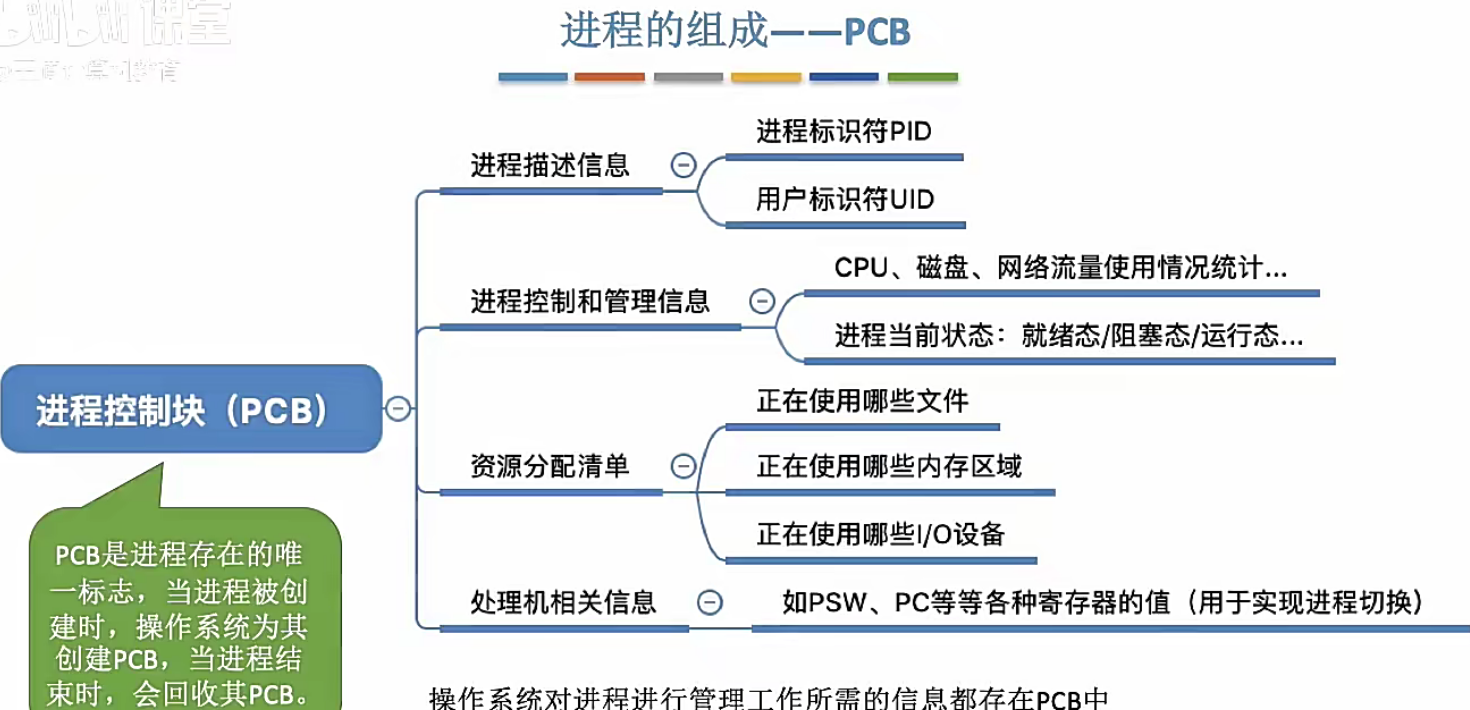 课堂
进程的组成——PCB
进程描述信息
进程标识符PID
用户标识符UID
进程控制和管理信息
CPU、磁盘、网络流量使用情况统计...
进程当前状态：就绪态/阻塞态/运行态...
进程控制块（PCB）
资源分配清单
正在使用哪些文件
正在使用哪些内存区域
正在使用哪些I/O设备
处理机相关信息
如PSW、PC等等各种寄存器的值（用于实现进程切换）
PCB是进程存在的唯
一标志，当进程被创
建时，操作系统为其
创建PCB，当进程结
束时，会回收其PCB。
操作系统对进程进行管理工作所需的信息都存在PCB中